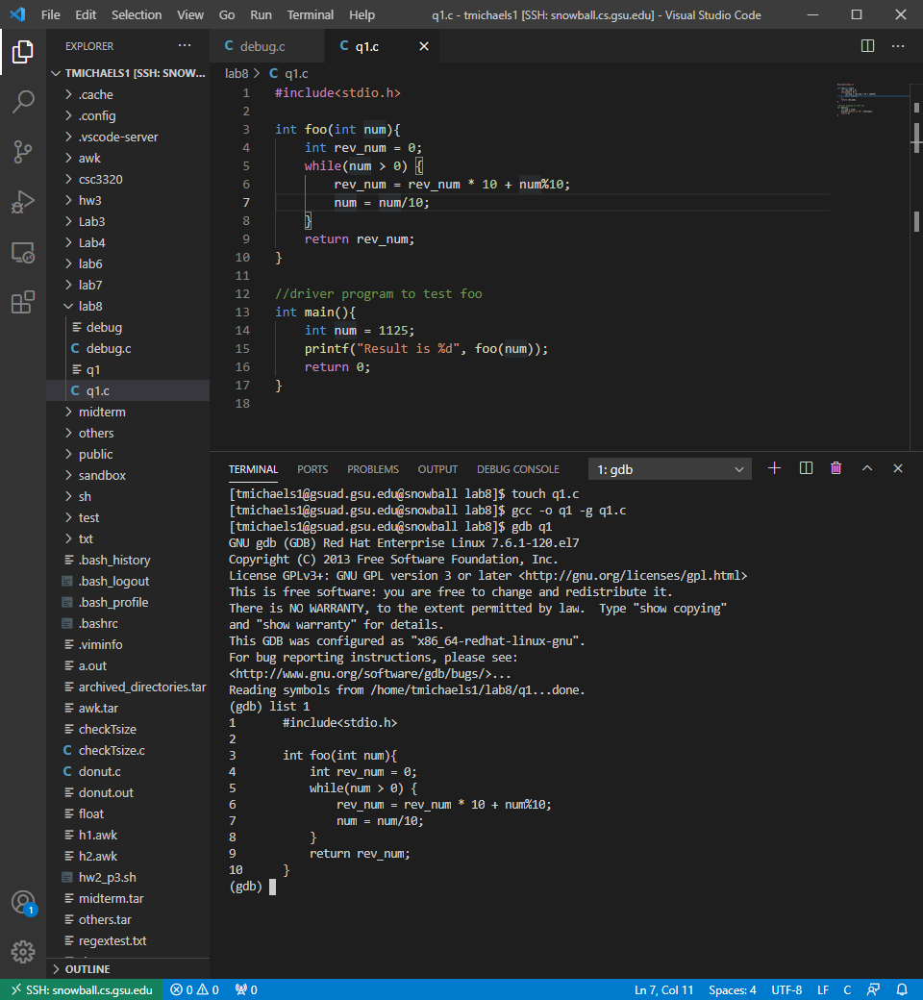 File Edit Selection View Go Run Terminal Help q1.c - tmichaels1 [SSH: snowball.cs.gsu.edu] - Visual Studio Code
EXPLORER
TMICHAELS1 [SSH: SNOW...
.cache
.config
.vscode-server
awk
csc3320
hw3
Lab3
Lab4
lab6
lab7
lab8
debug
C debug.c
q1
C q1.c
midterm
others
public
sandbox
sh
test
txt
.bash_history
.bash_logout
.bash_profile
.bashrc
.viminfo
a.out
archived_directories.tar
awk.tar
checkTsize
C checkTsize.c
C donut.c
donut.out
float
h1.awk
h2.awk
hw2_p3.sh
midterm.tar
others.tar
regextest.txt
OUTLINE
1
C debug.c C q1.c
lab8 > C q1.c
1 #include<stdio.h>
2
3 int foo(int num){
4     int rev_num = 0;
5     while(num > 0) {
6         rev_num = rev_num * 10 + num%10;
7         num = num/10;
8     }
9     return rev_num;
10 }
11
12 //driver program to test foo
13 int main(){
14     int num = 1125;
15     printf("Result is %d", foo(num));
16     return 0;
17 }
18
TERMINAL PORTS PROBLEMS OUTPUT DEBUG CONSOLE 1: gdb
[tmichaels1@gsuad.gsu.edu@snowball lab8]$ touch q1.c
[tmichaels1@gsuad.gsu.edu@snowball lab8]$ gcc -o q1 -g q1.c
[tmichaels1@gsuad.gsu.edu@snowball lab8]$ gdb q1
GNU gdb (GDB) Red Hat Enterprise Linux 7.6.1-120.el7
Copyright (C) 2013 Free Software Foundation, Inc.
License GPLv3+: GNU GPL version 3 or later <http://gnu.org/licenses/gpl.html>
This is free software: you are free to change and redistribute it.
There is NO WARRANTY, to the extent permitted by law.  Type "show copying"
and "show warranty" for details.
This GDB was configured as "x86_64-redhat-linux-gnu".
For bug reporting instructions, please see:
<http://www.gnu.org/software/gdb/bugs/>...
Reading symbols from /home/tmichaels1/lab8/q1...done.
(gdb) list 1
1       #include<stdio.h>
2
3       int foo(int num){
4           int rev_num = 0;
5           while(num > 0) {
6               rev_num = rev_num * 10 + num%10;
7               num = num/10;
8           }
9           return rev_num;
10      }
(gdb)
SSH: snowball.cs.gsu.edu 0 0 0 Ln 7, Col 11 Spaces: 4 UTF-8 LF C